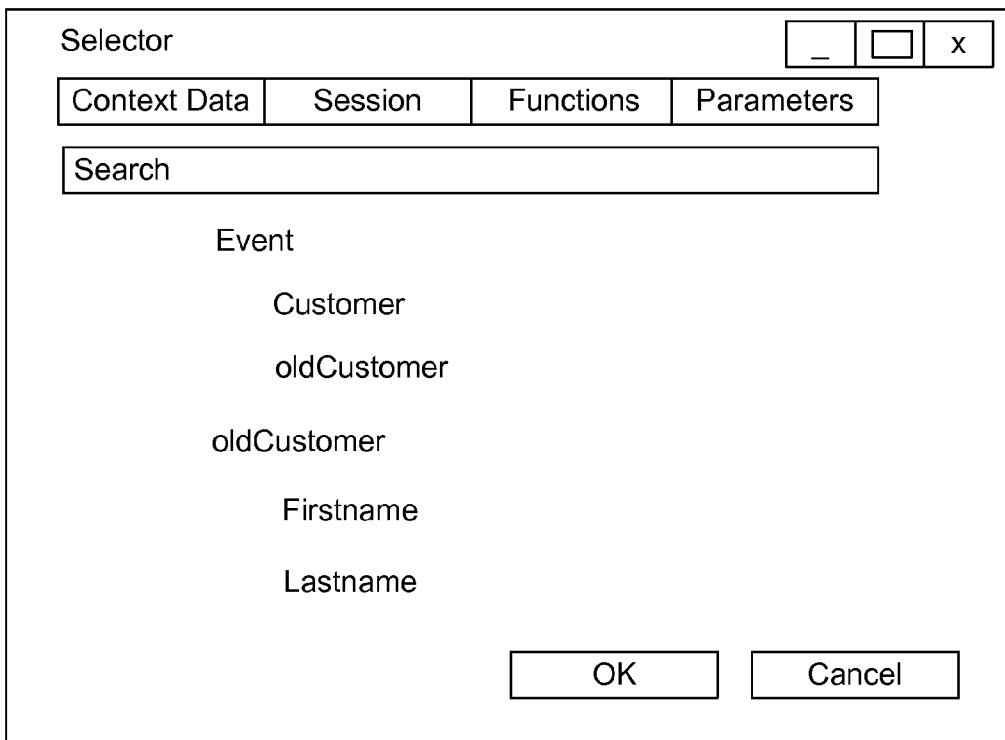 Selector _ x
Context Data Session Functions Parameters
Search
Event
Customer
oldCustomer
oldCustomer
Firstname
Lastname
OK Cancel